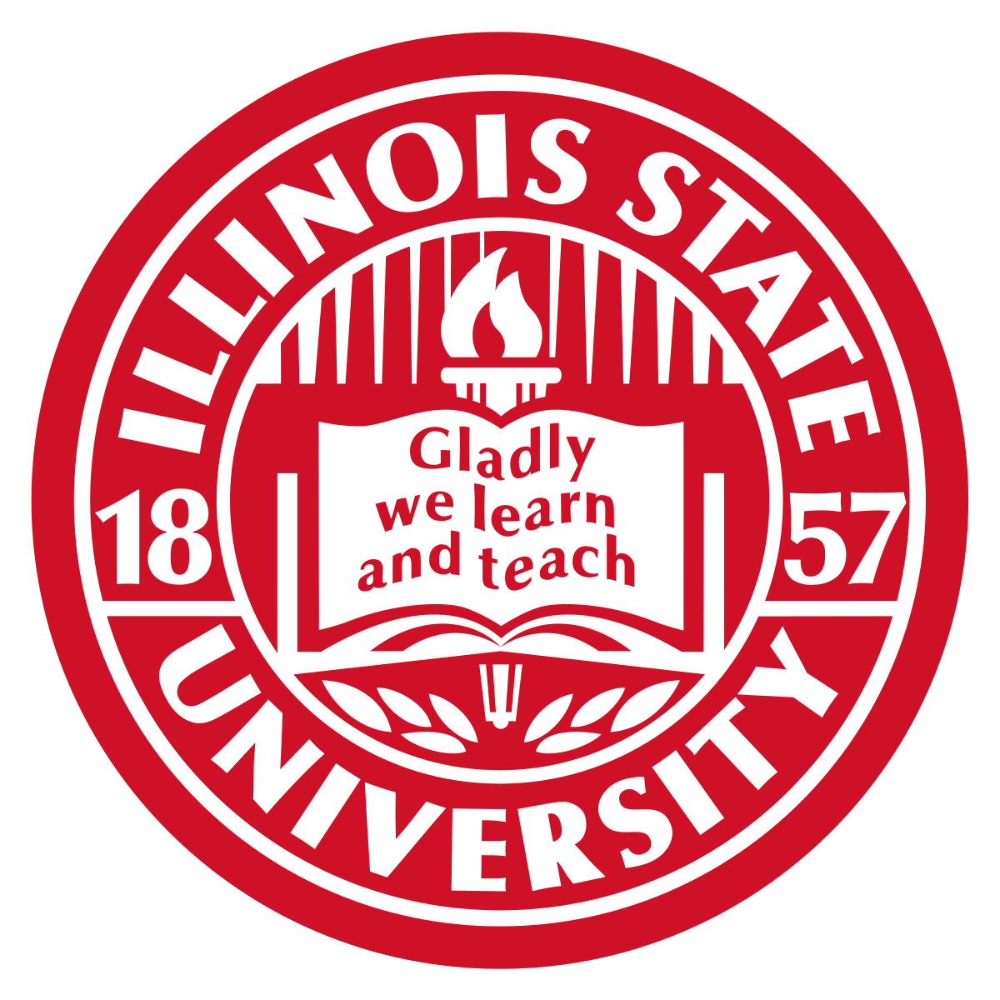 ILLINOIS STATE
18 57
Gladly
we learn
and teach
UNIVERSITY